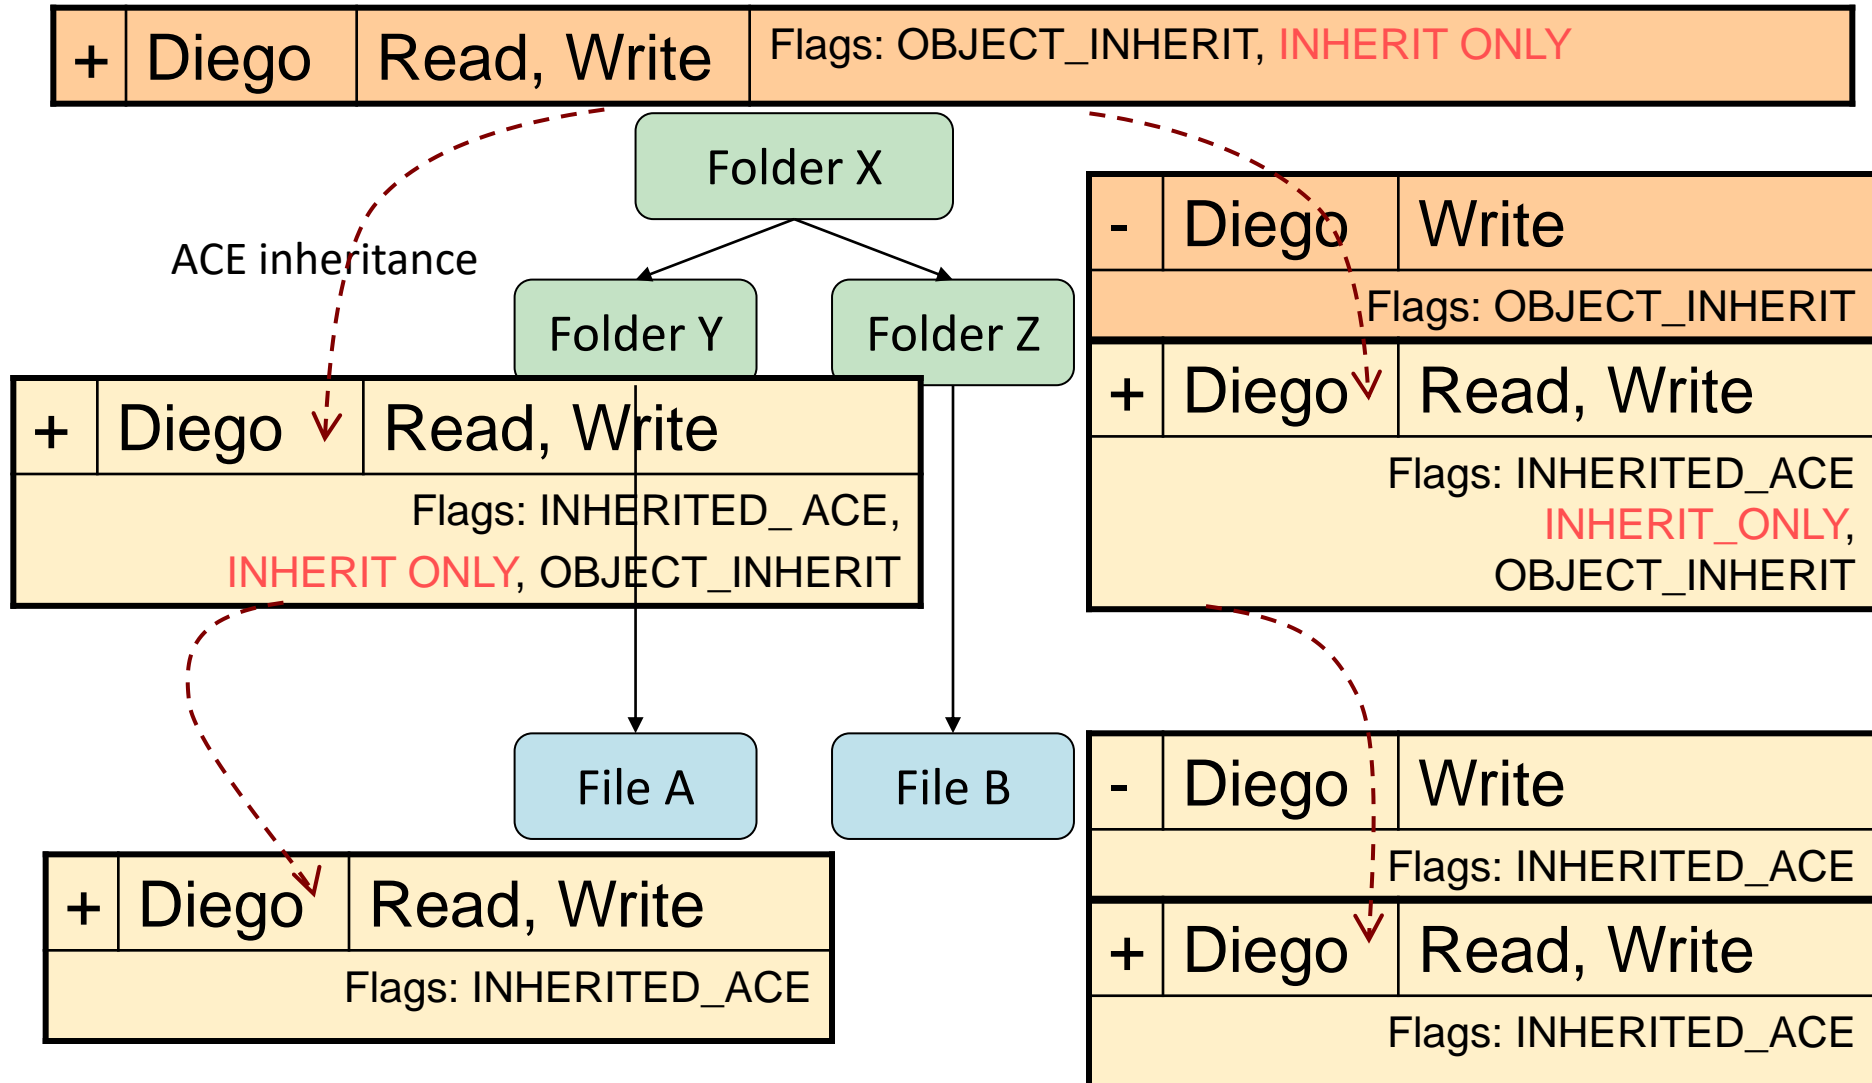 + Diego Read, Write Flags: OBJECT_INHERIT, INHERIT ONLY
Folder X
ACE inheritance
Folder Y
Folder Z
- Diego Write
Flags: OBJECT_INHERIT
+ Diego Read, Write
Flags: INHERITED_ACE
INHERIT_ONLY,
OBJECT_INHERIT
+ Diego Read, Write
Flags: INHERITED_ ACE,
INHERIT ONLY, OBJECT_INHERIT
File A
File B
+ Diego Read, Write
Flags: INHERITED_ACE
- Diego Write
Flags: INHERITED_ACE
+ Diego Read, Write
Flags: INHERITED_ACE